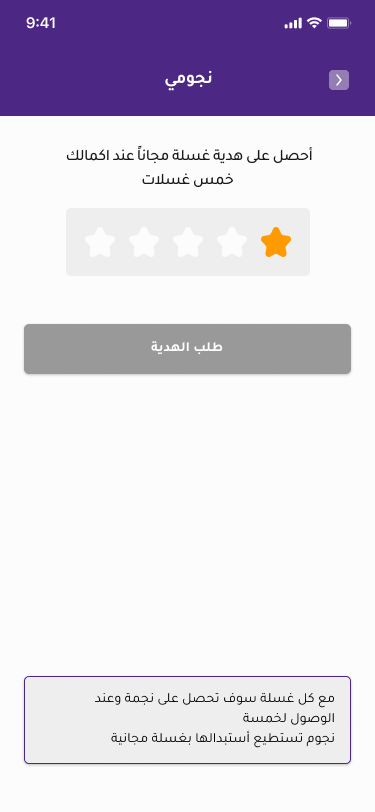 9:41
نجومي
أحصل على هدية غسلة مجاناً عند اكمالك
خمس غسلات
طلب الهدية
مع كل غسلة سوف تحصل على نجمة وعند
الوصول لخمسة
نجوم تستطيع أستبدالها بغسلة مجانية